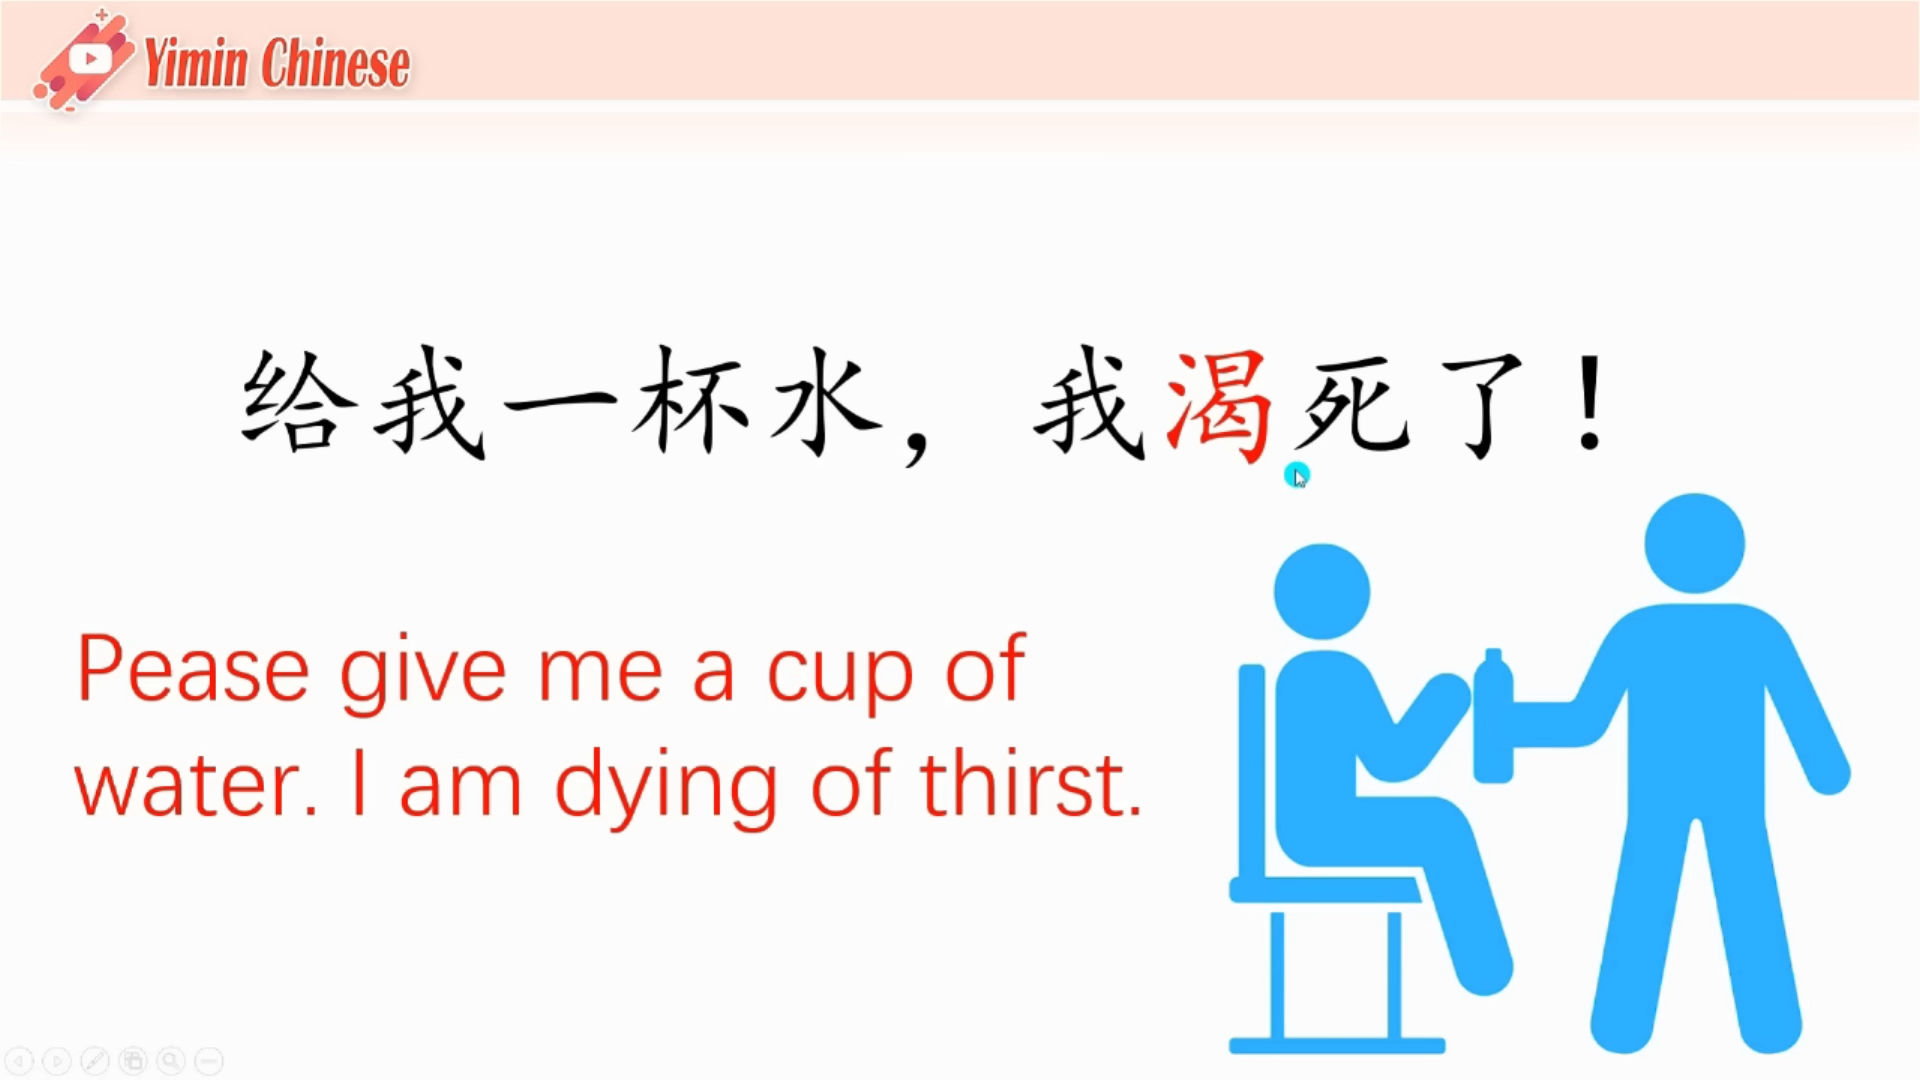 Yimin Chinese
给我一杯水，我渴死了！
Pease give me a cup of
water. I am dying of thirst.